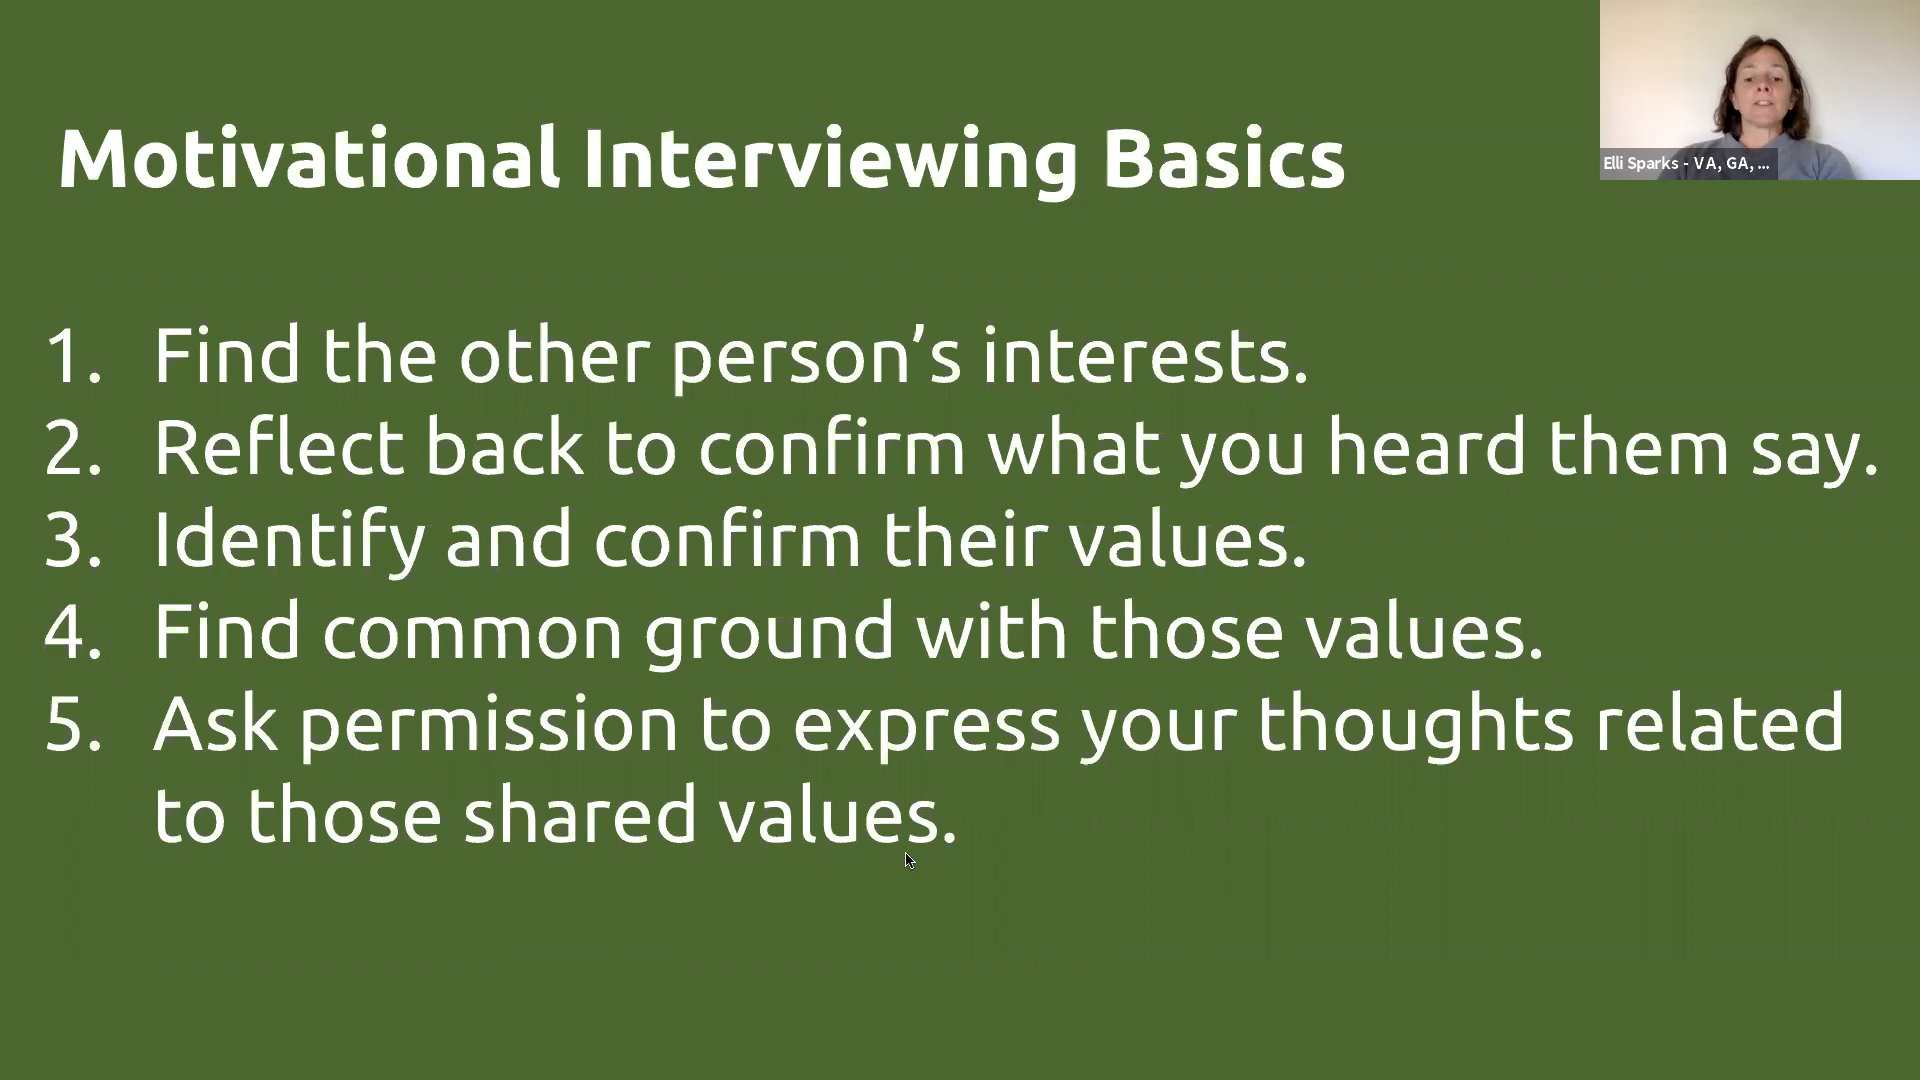 Motivational Interviewing Basics
Elli Sparks - VA, GA, ...
1. Find the other person’s interests.
2. Reflect back to confirm what you heard them say.
3. Identify and confirm their values.
4. Find common ground with those values.
5. Ask permission to express your thoughts related
to those shared values.